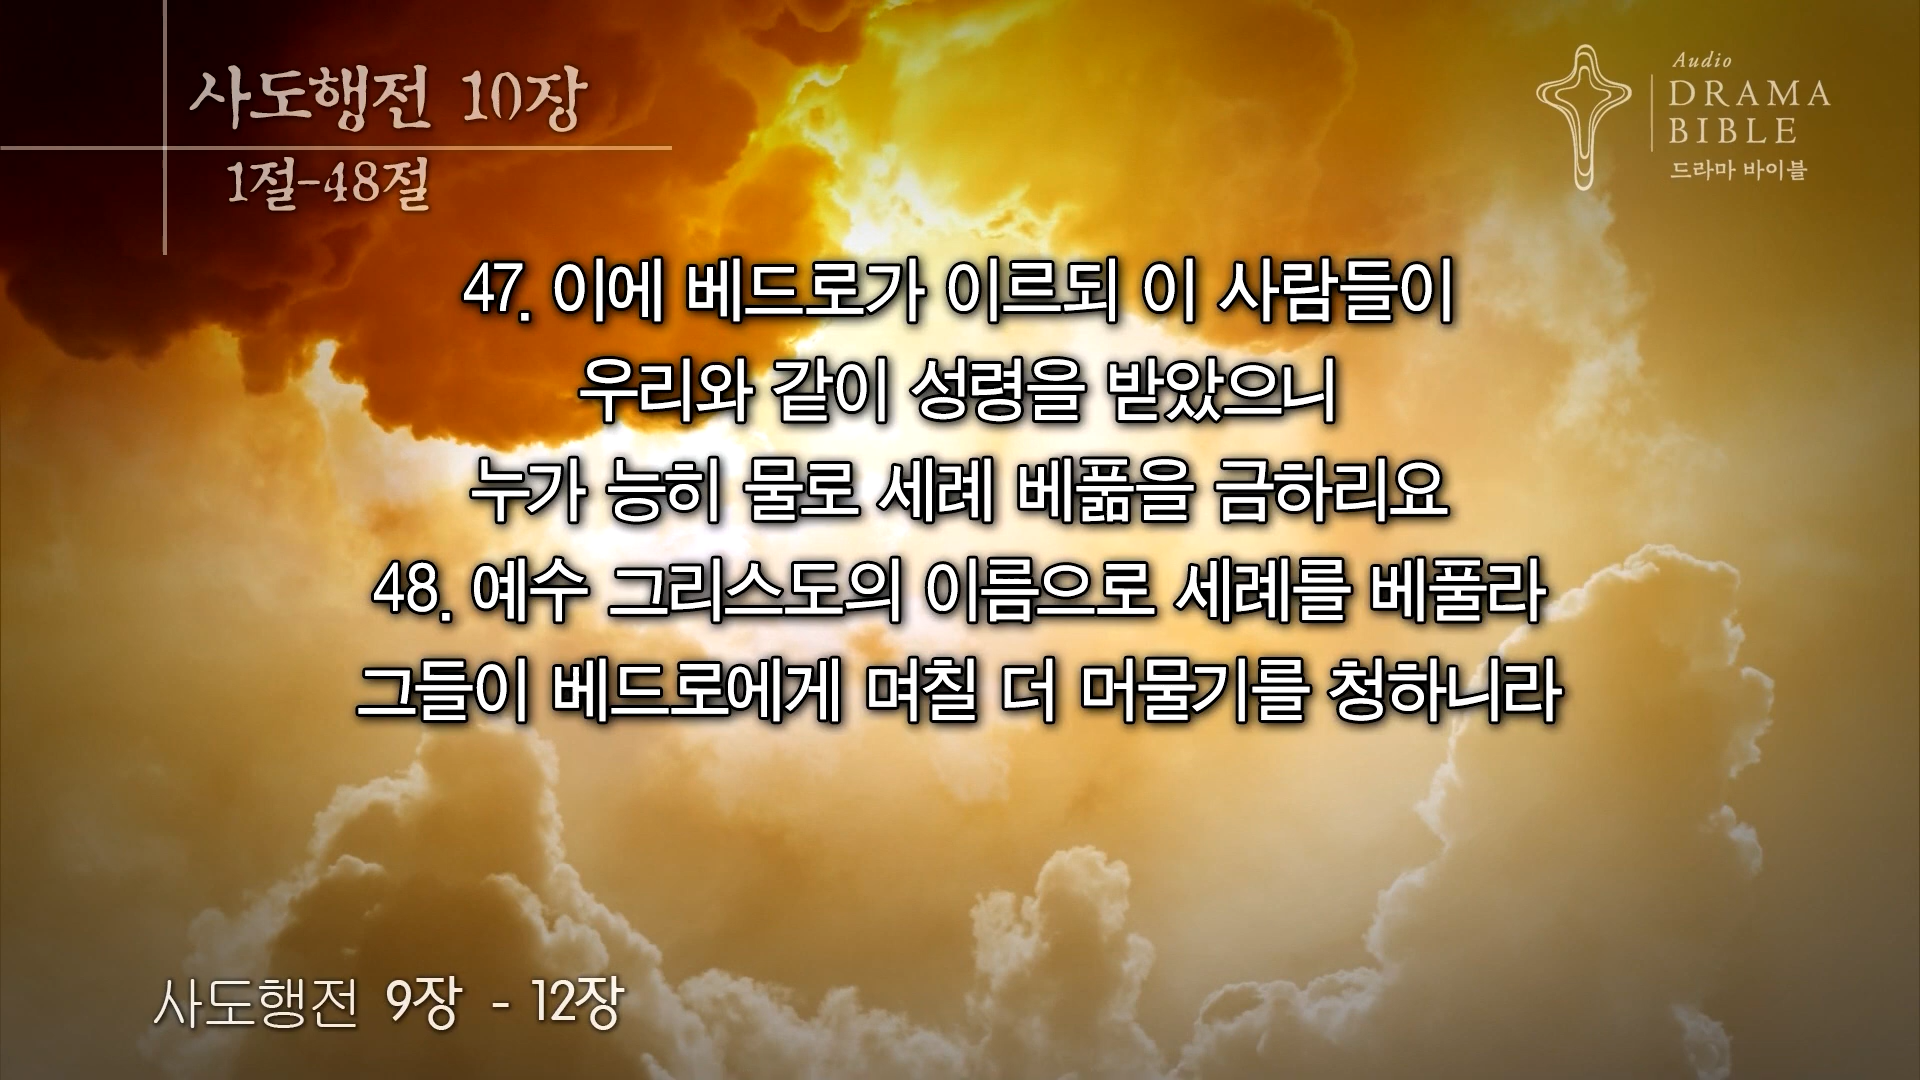 사도행전 10장
1절-48절
Audio
DRAMA
BIBLE
드라마 바이블
47. 이에 베드로가 이르되 이 사람들이
우리와 같이 성령을 받았으니
누가 능히 물로 세례 베풂을 금하리요
48. 예수 그리스도의 이름으로 세례를 베풀라
그들이 베드로에게 며칠 더 머물기를 청하니라
사도행전 9장 - 12장